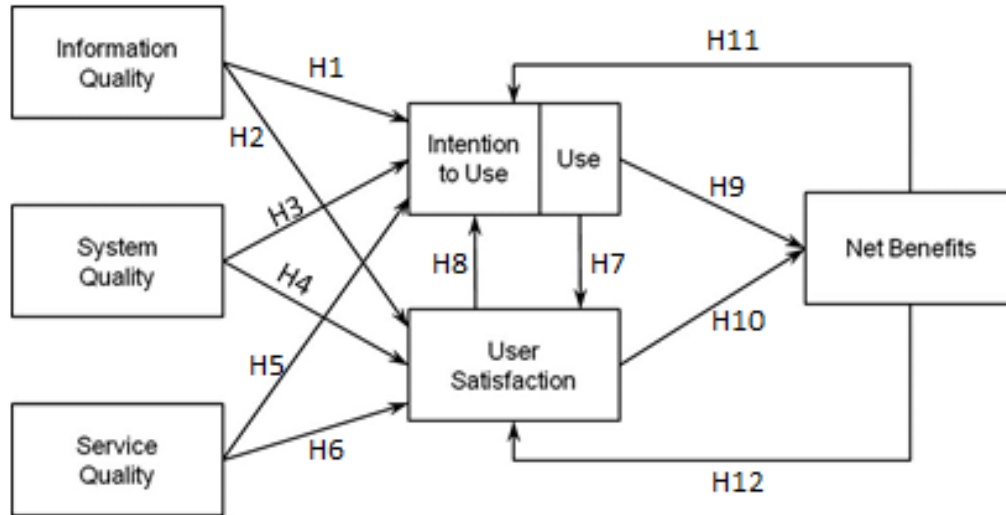 Information
Quality
H1
H11
H2
Intention
to Use
Use
H3
H9
System
Quality
H4
H8
H7
Net Benefits
H5
User
Satisfaction
H10
Service
Quality
H6
H12